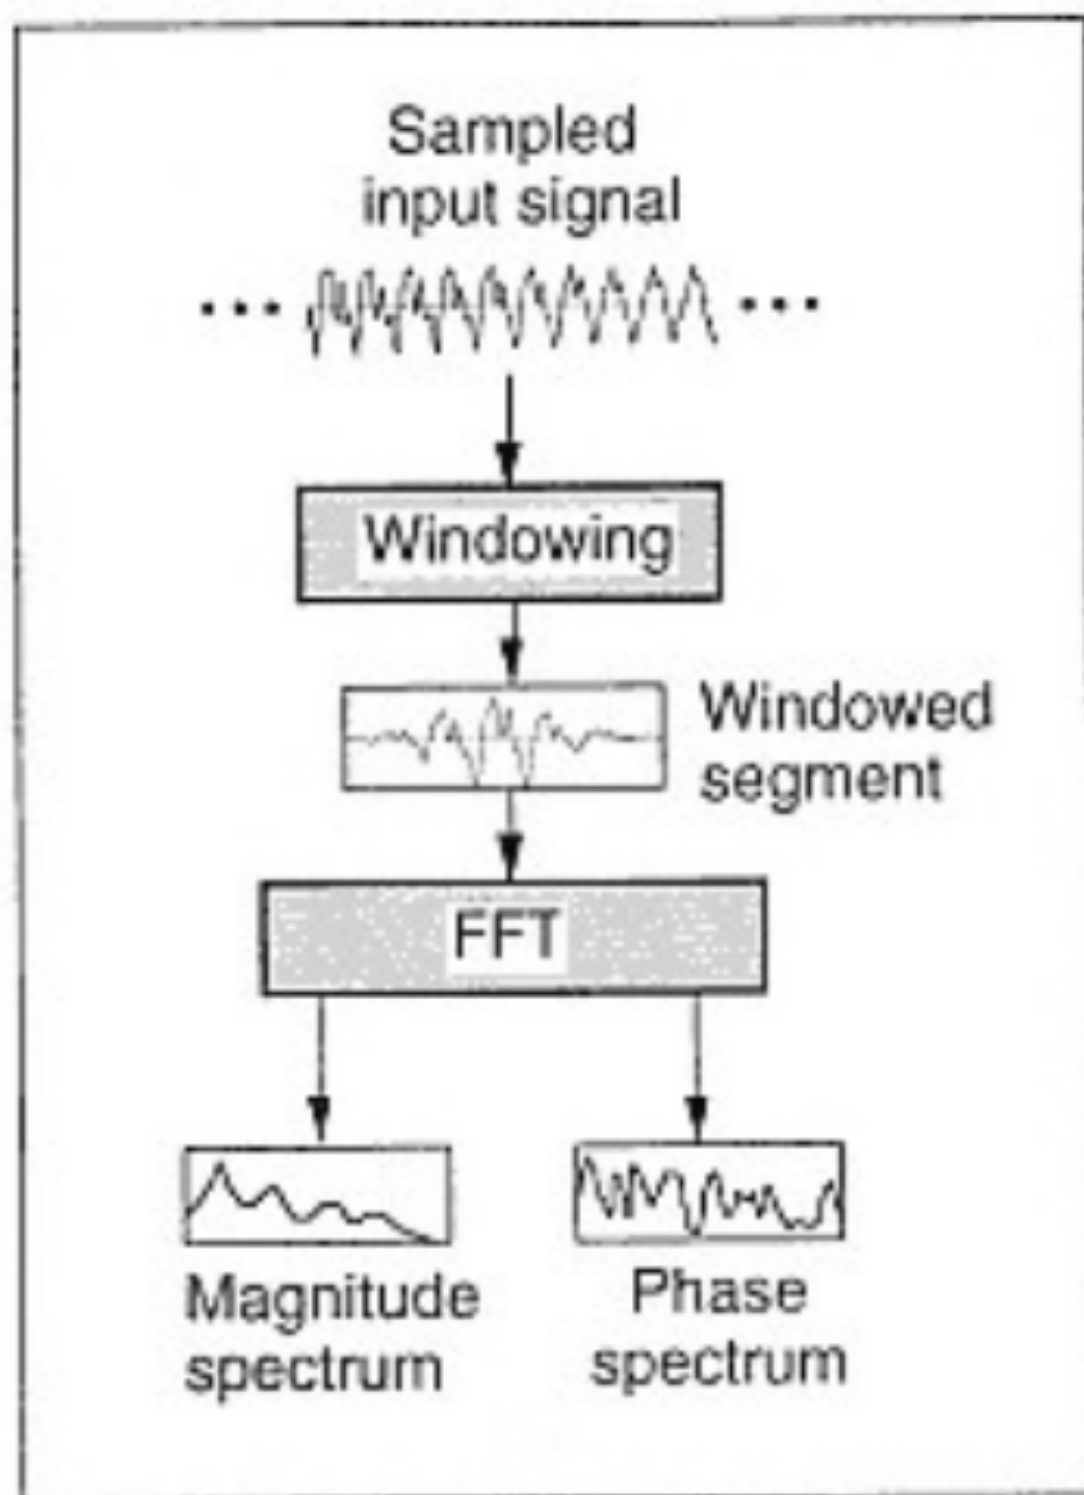 Sampled
input signal
Windowing
Windowed
segment
FFT
Magnitude
spectrum
Phase
spectrum